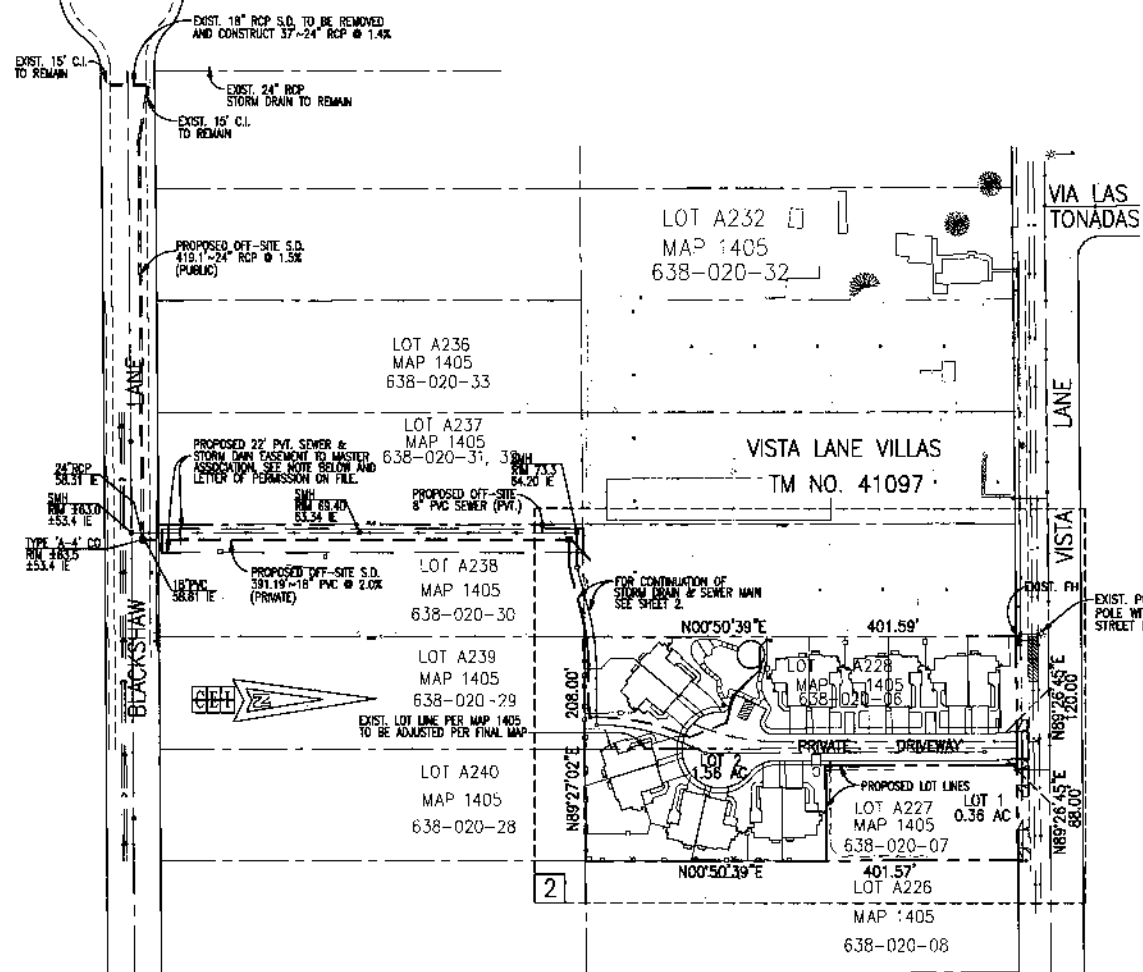 EXIST. 18" RCP S.D. TO BE REMOVED
AND CONSTRUCT 37'~24" RCP @ 1.4%
EXIST. 15' C.I.
TO REMAIN
EXIST. 24" RCP
STORM DRAIN TO REMAIN
EXIST. 15' C.I.
TO REMAIN
VIA LAS
TONADAS
LOT A232
MAP 1405
638-020-32
PROPOSED OFF-SITE S.D.
419.1'~24" RCP @ 1.5%
(PUBLIC)
LOT A236
MAP 1405
638-020-33
LOT A237
MAP 1405
638-020-31,
VISTA LANE VILLAS
TM NO. 41097
BLACKSHAW LANE
VISTA LANE
PROPOSED 22' PVT. SEWER &
STORM DAIN EASEMENT TO MASTER
ASSOCIATION, SEE NOTE BELOW AND
LETTER OF PERMISSION ON FILE.
SMH
RIM 73.3
64.20 IE
24"RCP
58.31 IE
SMH
RIM ±63.0
±53.4 IE
SMH
RIM 69.40
63.34 IE
PROPOSED OFF-SITE
8" PVC SEWER (PVT.)
TYPE 'A-4' CO
RIM ±63.5
±53.4 IE
18"PVC
58.81 IE
PROPOSED OFF-SITE S.D.
391.19'~18" PVC @ 2.0%
(PRIVATE)
LOT A238
MAP 1405
638-020-30
FOR CONTINUATION OF
STORM DRAIN & SEWER MAIN
SEE SHEET 2.
EXIST. FH
EXIST.
POLE
STREET
N00°50'39"E 401.59'
LOT A239
MAP 1405
638-020-29
LOT A228
MAP 1405
638-020-06
208.00'
N89°27'02"E
N89°26'45"E
120.00'
CEI
EXIST. LOT LINE PER MAP 1405
TO BE ADJUSTED PER FINAL MAP
PRIVATE DRIVEWAY
LOT 2
1.56 AC
LOT A240
MAP 1405
638-020-28
PROPOSED LOT LINES
LOT A227
MAP 1405
638-020-07
LOT 1
0.36 AC
N89°26'45"E
88.00'
N00°50'39"E 401.57'
2
LOT A226
MAP 1405
638-020-08